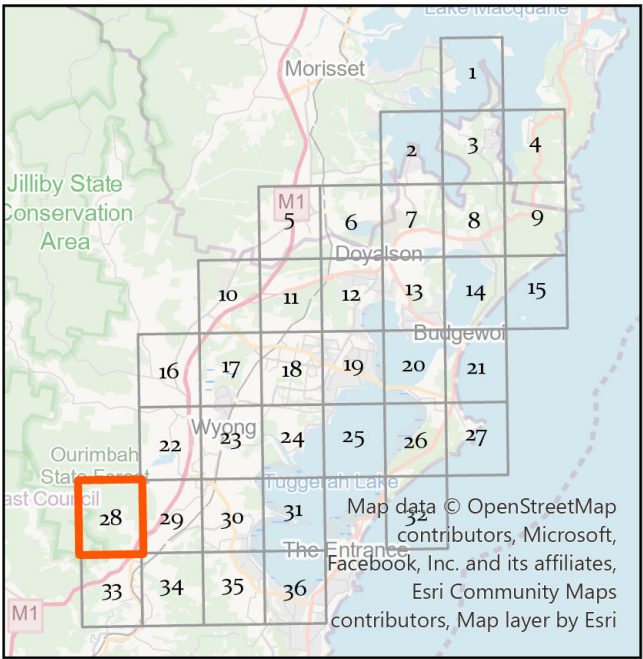 Lake Macquarie
Morisset
1
2 3 4
Jilliby State
Conservation
Area
M1
5 6 7 8 9
Doyalson
10 11 12 13 14 15
Budgewoi
16 17 18 19 20 21
Wyong
22 23 24 25 26 27
Ourimbah
State Forest
ast Council
Tuggerah Lake
28 29 30 31 32
Map data © OpenStreetMap
contributors, Microsoft,
The Entrance
Facebook, Inc. and its affiliates,
33 34 35 36
Esri Community Maps
M1
contributors, Map layer by Esri